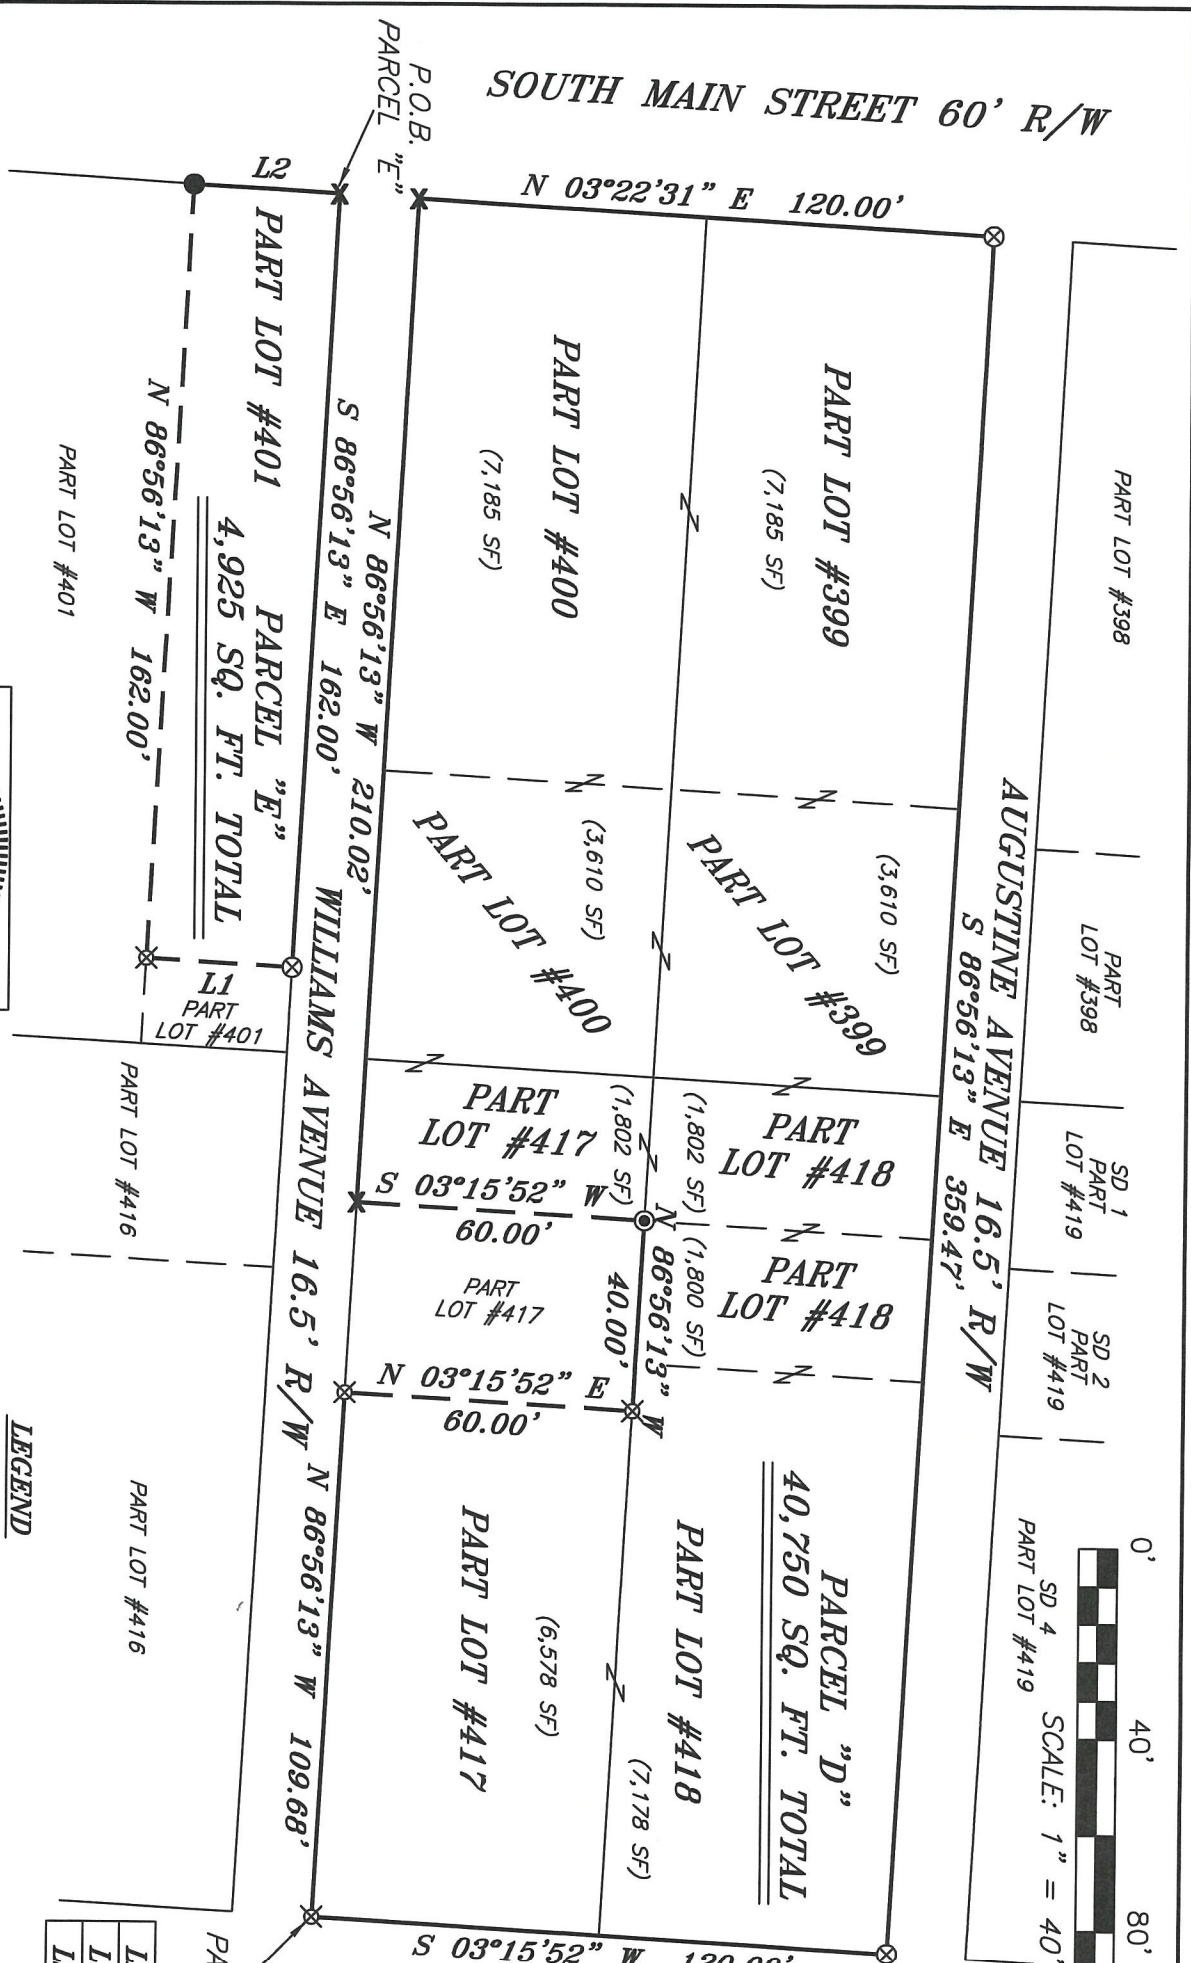 SOUTH MAIN STREET 60' R/W
P.O.B.
PARCEL "E"
N 03°22'31" E 120.00'
L2
PART LOT #398
PART
LOT #398
SD 1
PART
LOT #419
SD 2
PART
LOT #419
SD 4
PART LOT #419
0' 40' 80'
SCALE: 1" = 40'
AUGUSTINE AVENUE 16.5' R/W
S 86°56'13" E 359.47'
PART LOT #399
(7,185 SF)
(3,610 SF)
PART LOT #399
PART
LOT #418
(1,802 SF)
PART
LOT #418
(1,800 SF)
PARCEL "D"
40,750 SQ. FT. TOTAL
PART LOT #418
(7,178 SF)
PART LOT #400
(7,185 SF)
(3,610 SF)
PART LOT #400
(1,802 SF)
PART
LOT #417
S 03°15'52" W
60.00'
N 86°56'13" W
40.00'
PART
LOT #417
N 03°15'52" E
60.00'
(6,578 SF)
PART LOT #417
S 03°15'52" W 120.00'
N 86°56'13" W 210.02'
S 86°56'13" E 162.00'
WILLIAMS AVENUE 16.5' R/W
N 86°56'13" W 109.68'
PART LOT #401
PARCEL "E"
4,925 SQ. FT. TOTAL
N 86°56'13" W 162.00'
L1
PART
LOT #401
PART LOT #401
PART LOT #416
PART LOT #416
LEGEND
PA
L
L
L